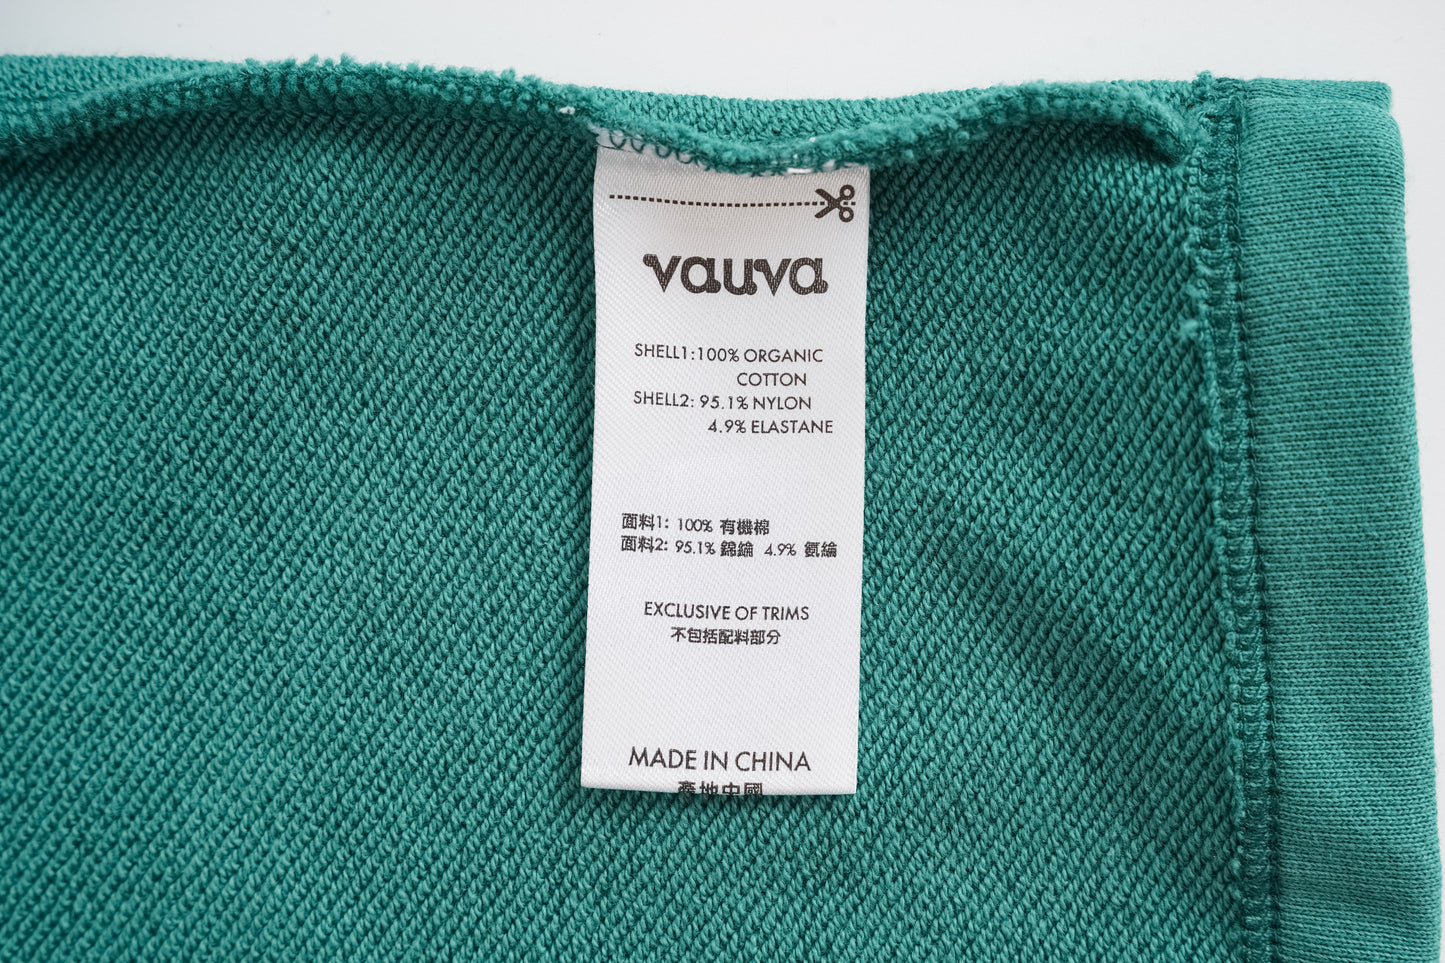 vauva
SHELL1:100% ORGANIC
COTTON
SHELL2: 95.1% NYLON
4.9% ELASTANE
面料1: 100% 有機棉
面料2: 95.1% 錦綸 4.9% 氨綸
EXCLUSIVE OF TRIMS
不包括配料部分
MADE IN CHINA
產地中國